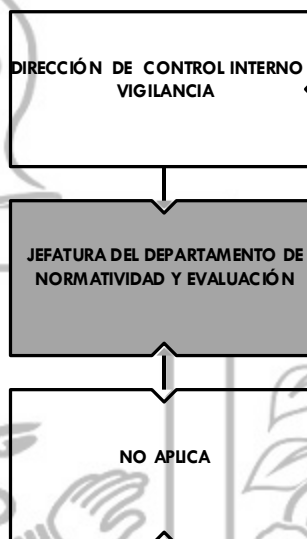 DIRECCIÓN DE CONTROL INTERNO
VIGILANCIA
JEFATURA DEL DEPARTAMENTO DE
NORMATIVIDAD Y EVALUACIÓN
NO APLICA